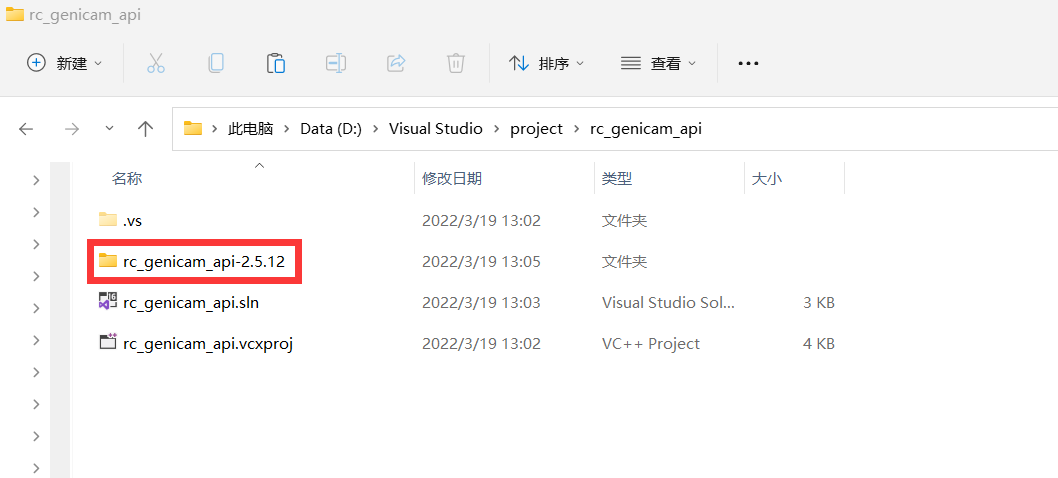 rc_genicam_api
新建 排序 查看
此电脑 Data (D:) Visual Studio project rc_genicam_api
名称 修改日期 类型 大小
.vs 2022/3/19 13:02 文件夹
rc_genicam_api-2.5.12 2022/3/19 13:05 文件夹
rc_genicam_api.sln 2022/3/19 13:03 Visual Studio Sol... 3 KB
rc_genicam_api.vcxproj 2022/3/19 13:02 VC++ Project 4 KB